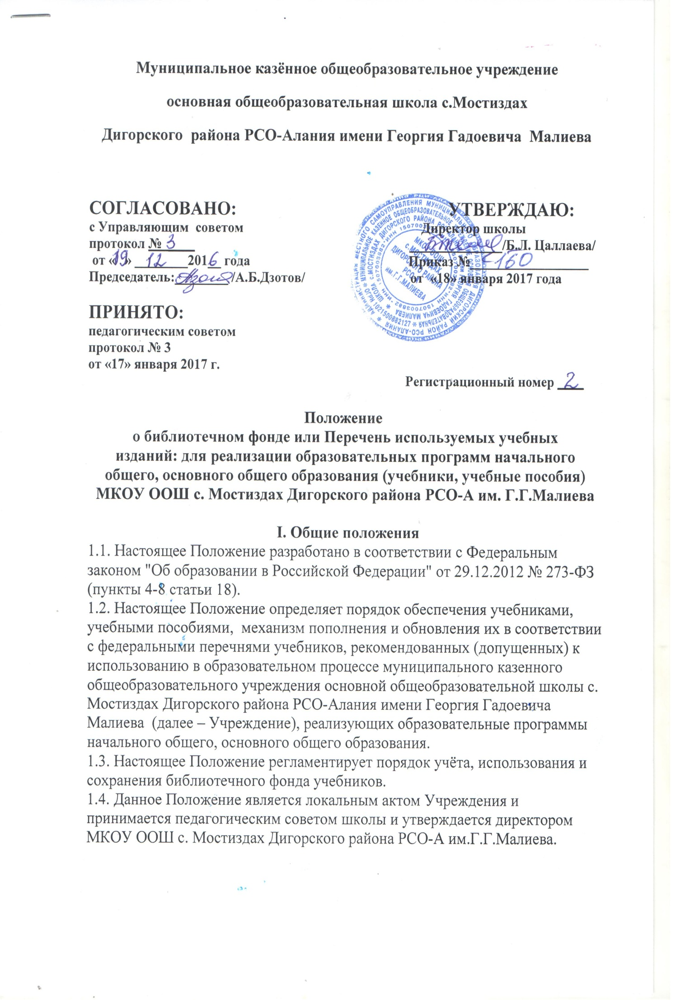 Муниципальное казённое общеобразовательное учреждение
основная общеобразовательная школа с.Мостиздах
Дигорского района РСО-Алания имени Георгия Гадоевича Малиева
СОГЛАСОВАНО:
с Управляющим советом
протокол № 3
от «19» 12 2016 года
Председатель: /А.Б.Дзотов/
УТВЕРЖДАЮ:
Директор школы
/Б.Л. Цаллаева/
Приказ № 160
от «18» января 2017 года
МКОУ ООШ
с. МОСТИЗДАХ
ДИГОРСКОГО РАЙОНА
РСО-А
им. Г.Г.МАЛИЕВА
ПРИНЯТО:
педагогическим советом
протокол № 3
от «17» января 2017 г.
Регистрационный номер 2
Положение
о библиотечном фонде или Перечень используемых учебных
изданий: для реализации образовательных программ начального
общего, основного общего образования (учебники, учебные пособия)
МКОУ ООШ с. Мостиздах Дигорского района РСО-А им. Г.Г.Малиева
I. Общие положения
1.1. Настоящее Положение разработано в соответствии с Федеральным
законом "Об образовании в Российской Федерации" от 29.12.2012 № 273-ФЗ
(пункты 4-8 статьи 18).
1.2. Настоящее Положение определяет порядок обеспечения учебниками,
учебными пособиями, механизм пополнения и обновления их в соответствии
с федеральными перечнями учебников, рекомендованных (допущенных) к
использованию в образовательном процессе муниципального казенного
общеобразовательного учреждения основной общеобразовательной школы с.
Мостиздах Дигорского района РСО-Алания имени Георгия Гадоевича
Малиева (далее – Учреждение), реализующих образовательные программы
начального общего, основного общего образования.
1.3. Настоящее Положение регламентирует порядок учёта, использования и
сохранения библиотечного фонда учебников.
1.4. Данное Положение является локальным актом Учреждения и
принимается педагогическим советом школы и утверждается директором
МКОУ ООШ с. Мостиздах Дигорского района РСО-А им.Г.Г.Малиева.